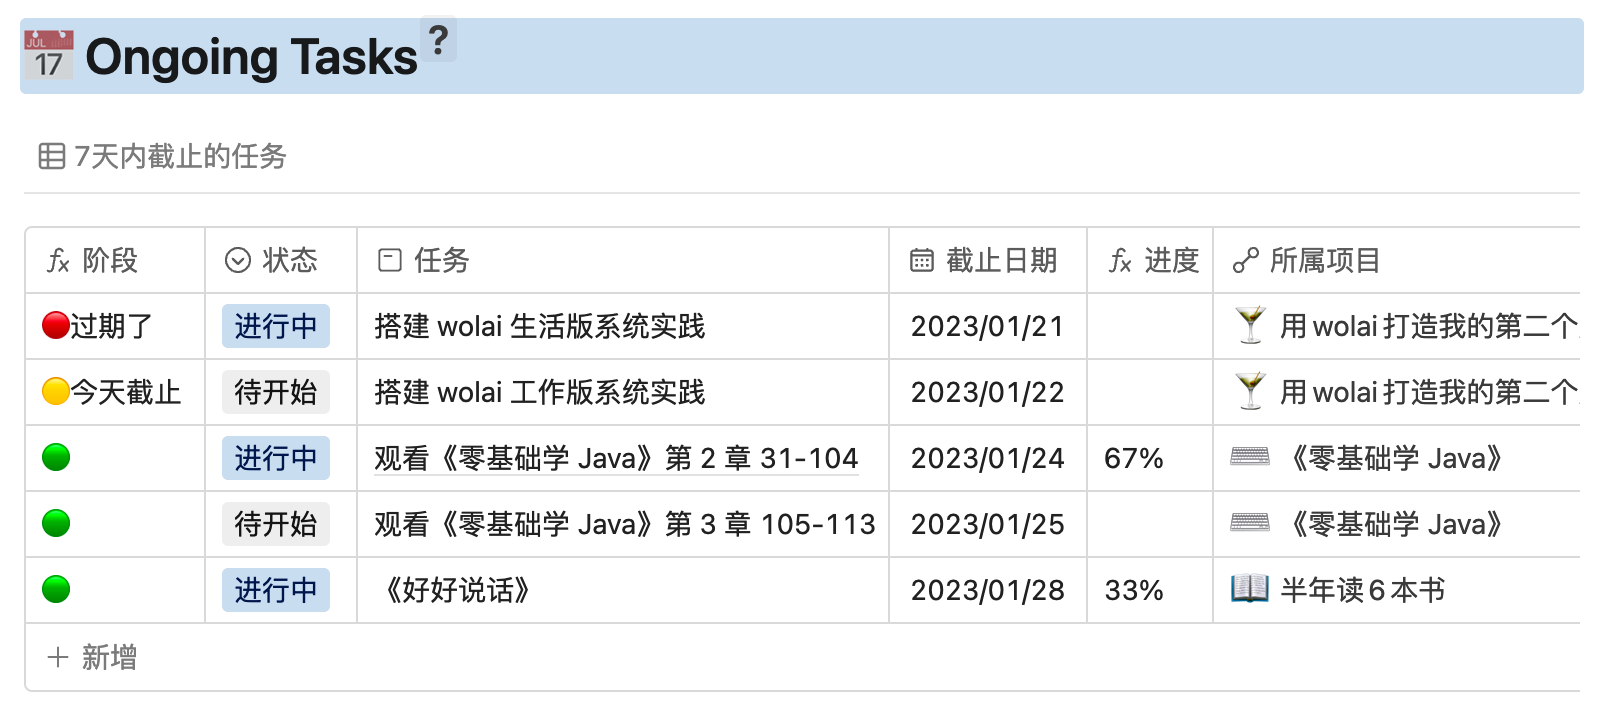 Ongoing Tasks?
7天内截止的任务
阶段 状态 任务 截止日期 进度 所属项目
过期了 进行中 搭建 wolai 生活版系统实践 2023/01/21 用 wolai 打造我的第二个
今天截止 待开始 搭建 wolai 工作版系统实践 2023/01/22 用 wolai 打造我的第二个
进行中 观看《零基础学 Java》第 2 章 31-104 2023/01/24 67% 《零基础学 Java》
待开始 观看《零基础学 Java》第 3 章 105-113 2023/01/25 《零基础学 Java》
进行中 《好好说话》 2023/01/28 33% 半年读 6 本书
新增